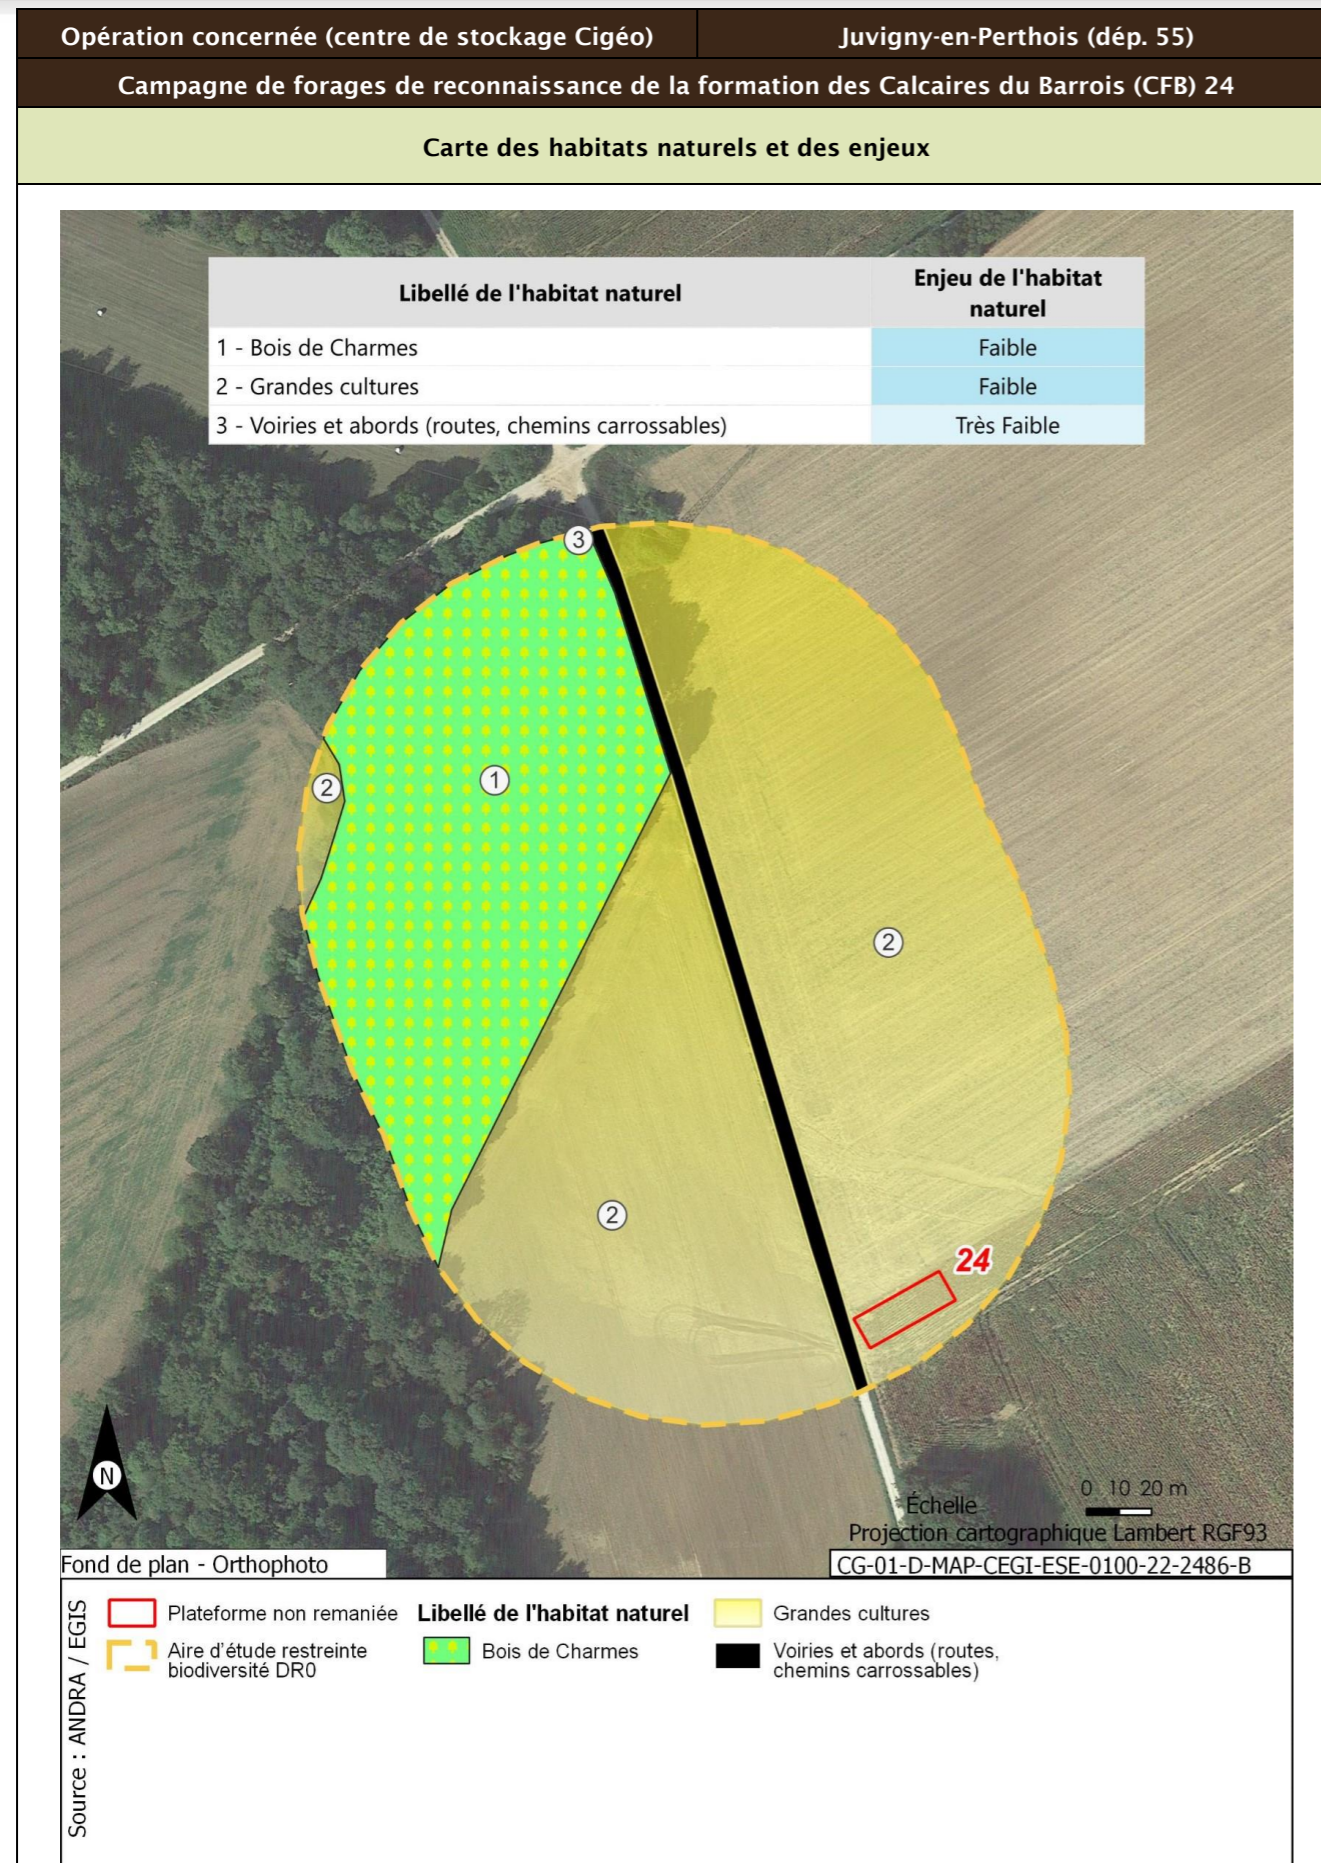 Opération concernée (centre de stockage Cigéo)
Juvigny-en-Perthois (dép. 55)
Campagne de forages de reconnaissance de la formation des Calcaires du Barrois (CFB) 24
Carte des habitats naturels et des enjeux
Libellé de l'habitat naturel
Enjeu de l'habitat
naturel
1 - Bois de Charmes
Faible
2 - Grandes cultures
Faible
3 - Voiries et abords (routes, chemins carrossables)
Très Faible
3
2
1
2
2
24
N
0 10 20 m
Échelle
Projection cartographique Lambert RGF93
Fond de plan - Orthophoto
CG-01-D-MAP-CEGI-ESE-0100-22-2486-B
Source : ANDRA / EGIS
Plateforme non remaniée
Aire d'étude restreinte
biodiversité DR0
Libellé de l'habitat naturel
Bois de Charmes
Grandes cultures
Voiries et abords (routes,
chemins carrossables)